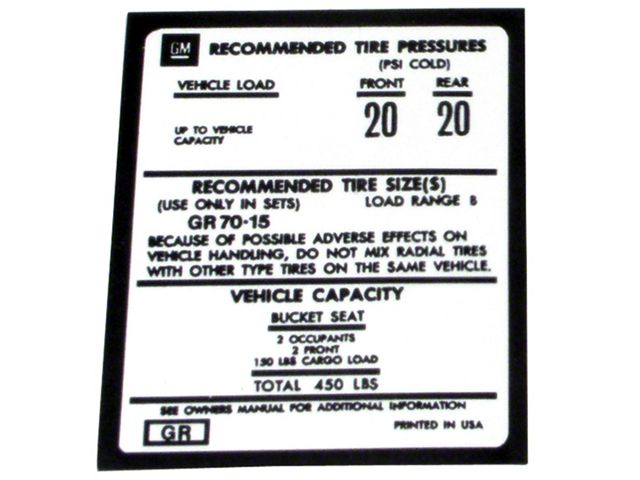 GM RECOMMENDED TIRE PRESSURES
(PSI COLD)
VEHICLE LOAD FRONT REAR
UP TO VEHICLE CAPACITY 20 20
RECOMMENDED TIRE SIZE(S)
(USE ONLY IN SETS) LOAD RANGE B
GR70-15
BECAUSE OF POSSIBLE ADVERSE EFFECTS ON
VEHICLE HANDLING, DO NOT MIX RADIAL TIRES
WITH OTHER TYPE TIRES ON THE SAME VEHICLE.
VEHICLE CAPACITY
BUCKET SEAT
2 OCCUPANTS
2 FRONT
150 LBS CARGO LOAD
TOTAL 450 LBS
SEE OWNERS MANUAL FOR ADDITIONAL INFORMATION
GR PRINTED IN USA